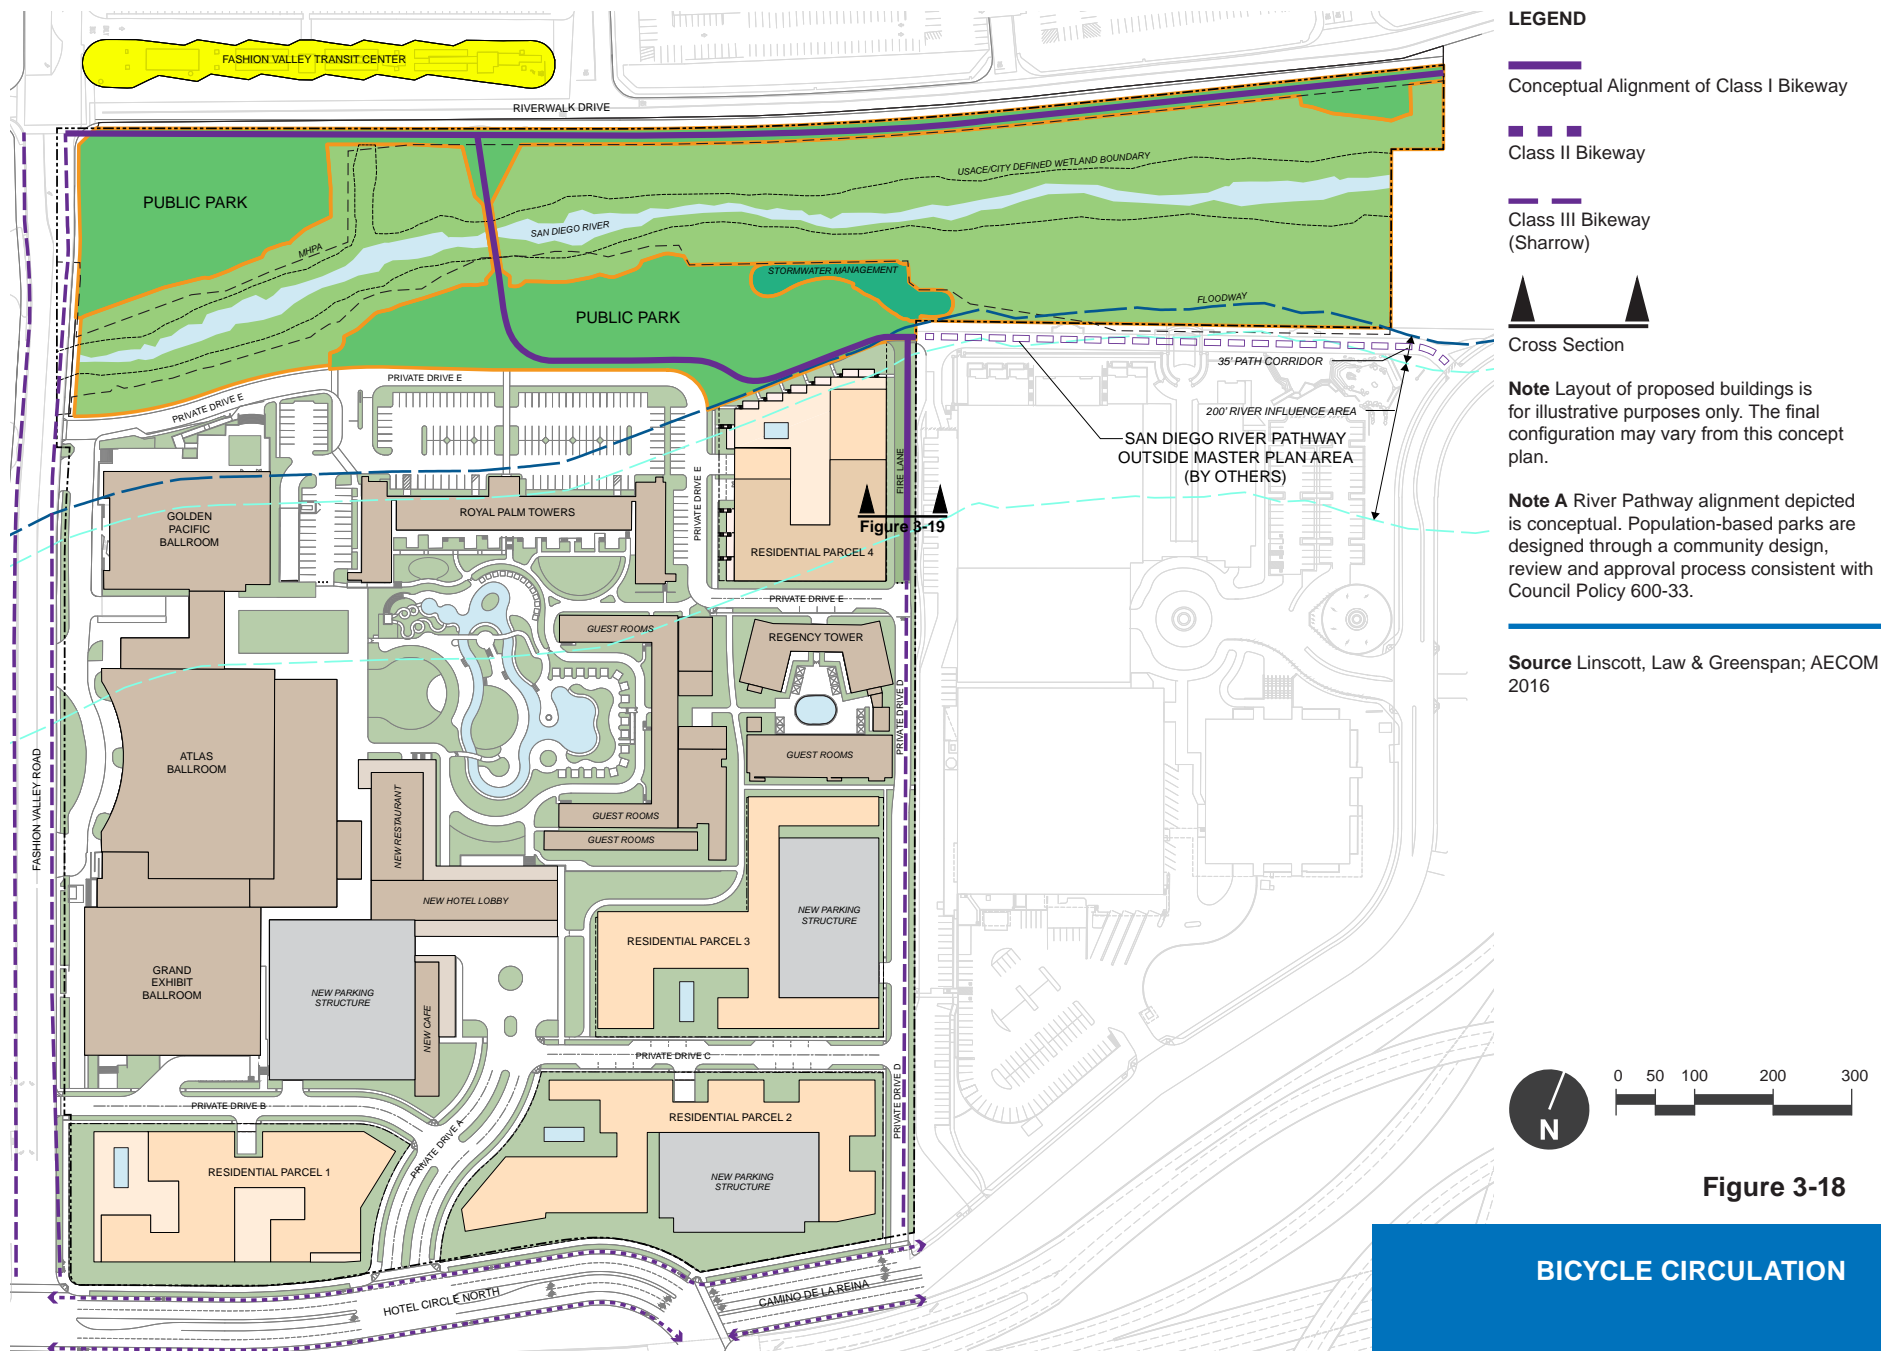 FASHION VALLEY TRANSIT CENTER
RIVERWALK DRIVE
PUBLIC PARK
USACE/CITY DEFINED WETLAND BOUNDARY
SAN DIEGO RIVER
MHPA
STORMWATER MANAGEMENT
PUBLIC PARK
FLOODWAY
35' PATH CORRIDOR
PRIVATE DRIVE E
PRIVATE DRIVE E
200' RIVER INFLUENCE AREA
SAN DIEGO RIVER PATHWAY
OUTSIDE MASTER PLAN AREA
(BY OTHERS)
FIRE LANE
PRIVATE DRIVE E
GOLDEN
PACIFIC
BALLROOM
ROYAL PALM TOWERS
Figure 3-19
RESIDENTIAL PARCEL 4
PRIVATE DRIVE E
GUEST ROOMS
REGENCY TOWER
PRIVATE DRIVE D
GUEST ROOMS
ATLAS
BALLROOM
FASHION VALLEY ROAD
NEW RESTAURANT
GUEST ROOMS
GUEST ROOMS
NEW HOTEL LOBBY
NEW PARKING
STRUCTURE
RESIDENTIAL PARCEL 3
GRAND
EXHIBIT
BALLROOM
NEW PARKING
STRUCTURE
NEW CAFE
PRIVATE DRIVE C
PRIVATE DRIVE D
PRIVATE DRIVE B
PRIVATE DRIVE A
RESIDENTIAL PARCEL 2
RESIDENTIAL PARCEL 1
NEW PARKING
STRUCTURE
HOTEL CIRCLE NORTH
CAMINO DE LA REINA
LEGEND
Conceptual Alignment of Class I Bikeway
Class II Bikeway
Class III Bikeway
(Sharrow)
Cross Section
Note Layout of proposed buildings is
for illustrative purposes only. The final
configuration may vary from this concept
plan.
Note A River Pathway alignment depicted
is conceptual. Population-based parks are
designed through a community design,
review and approval process consistent with
Council Policy 600-33.
Source Linscott, Law & Greenspan; AECOM
2016
N
0 50 100 200 300
Figure 3-18
BICYCLE CIRCULATION